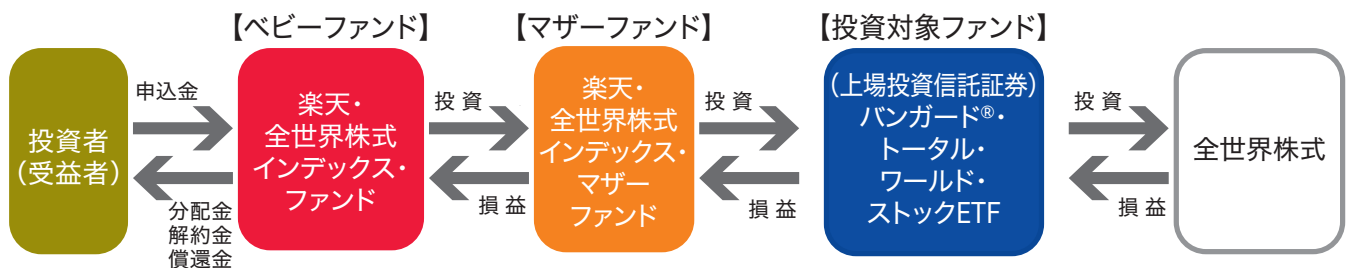 【ベビーファンド】
【マザーファンド】
【投資対象ファンド】
投資者
(受益者)
申込金
分配金
解約金
償還金
楽天・
全世界株式
インデックス・
ファンド
投 資
損 益
楽天・
全世界株式
インデックス・
マザー
ファンド
投 資
損 益
(上場投資信託証券)
バンガード®・
トータル・
ワールド・
ストックETF
投 資
損 益
全世界株式